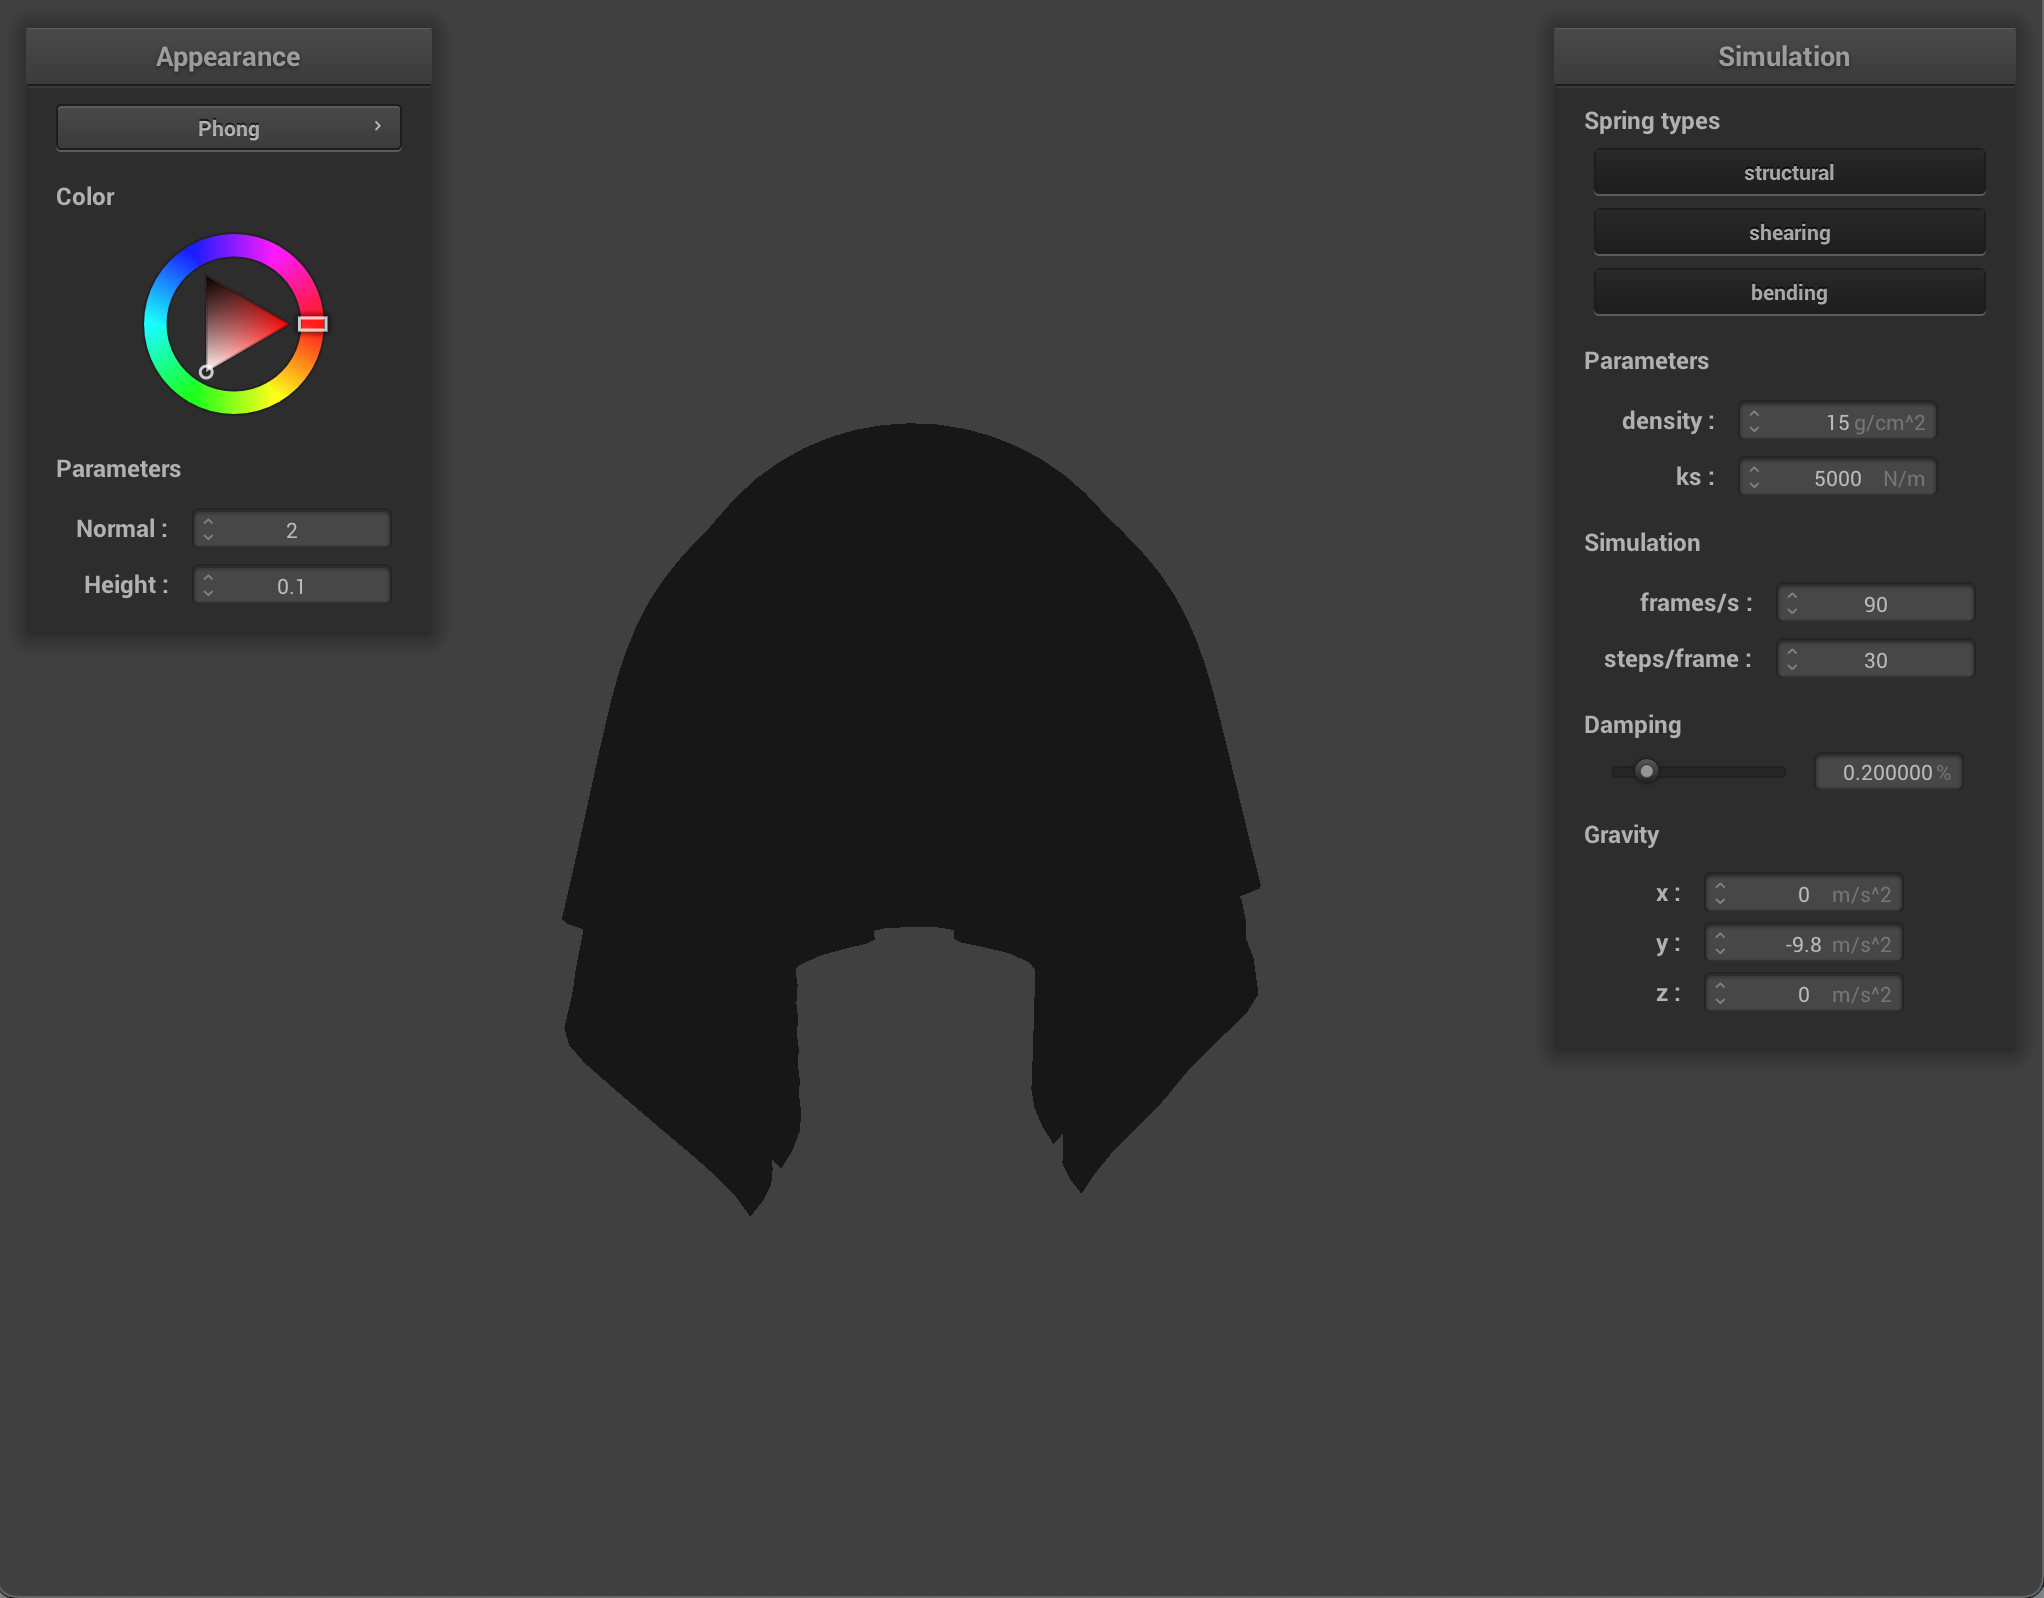 Appearance
Phong
Color
Parameters
Normal : 2
Height : 0.1
Simulation
Spring types
structural
shearing
bending
Parameters
density : 15 g/cm^2
ks : 5000 N/m
Simulation
frames/s : 90
steps/frame : 30
Damping
0.200000 %
Gravity
x : 0 m/s^2
y : -9.8 m/s^2
z : 0 m/s^2